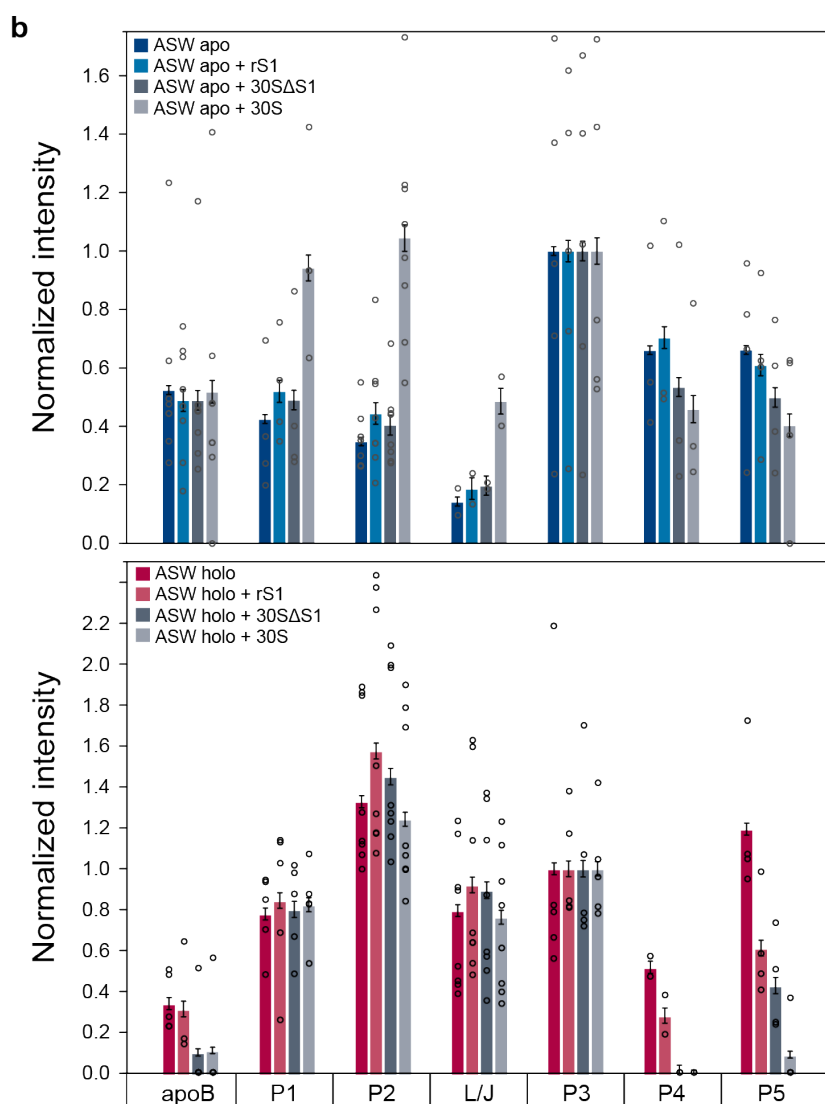 b
ASW apo
ASW apo + rS1
ASW apo + 30SΔS1
ASW apo + 30S
Normalized intensity
1.6
1.4
1.2
1.0
0.8
0.6
0.4
0.2
0.0
ASW holo
ASW holo + rS1
ASW holo + 30SΔS1
ASW holo + 30S
Normalized intensity
2.2
2.0
1.8
1.6
1.4
1.2
1.0
0.8
0.6
0.4
0.2
0.0
apoB P1 P2 L/J P3 P4 P5